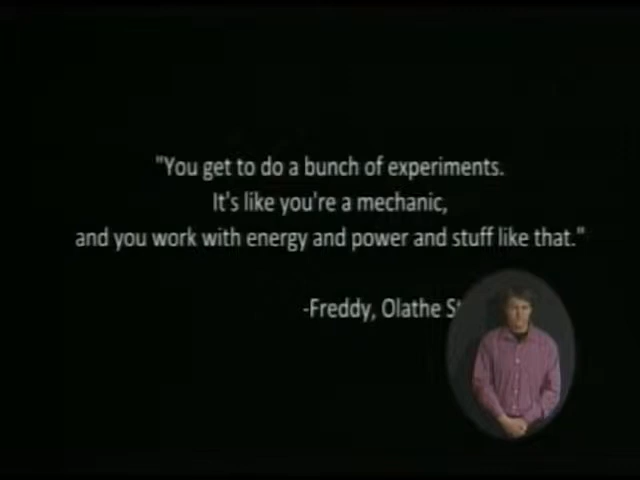 "You get to do a bunch of experiments.
It's like you're a mechanic,
and you work with energy and power and stuff like that."
-Freddy, Olathe